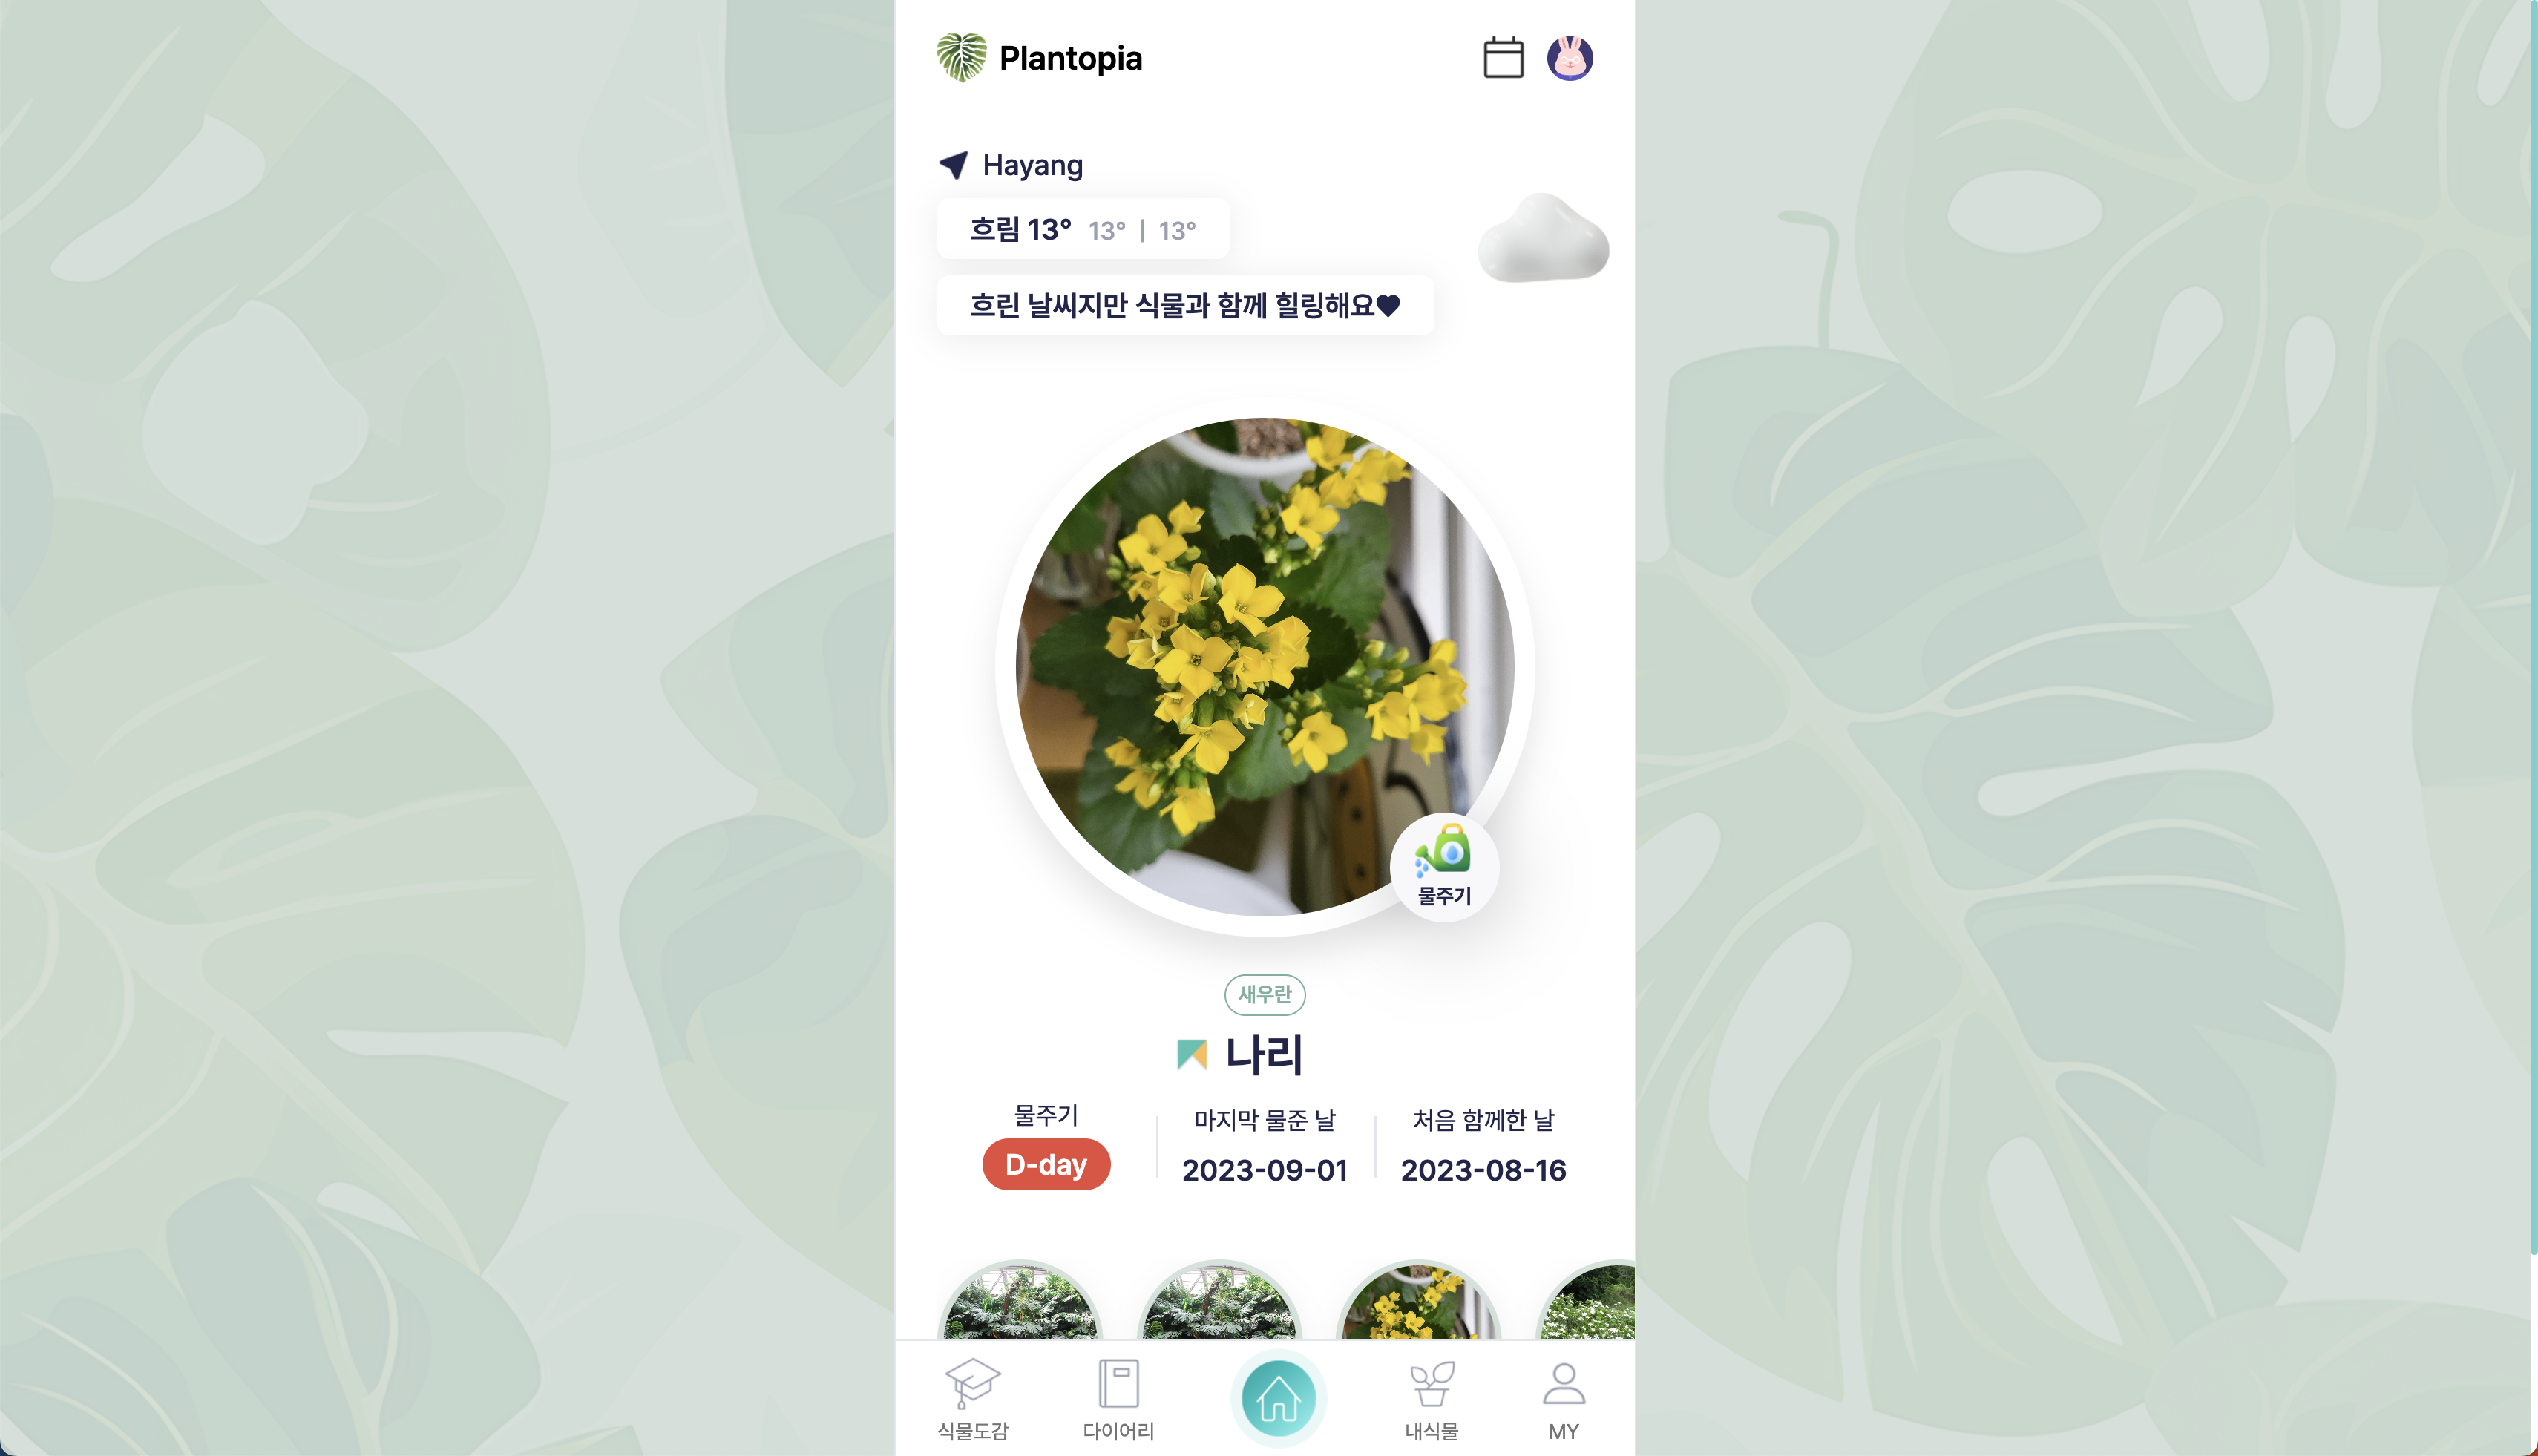 Plantopia
Hayang
흐림 13° 13° | 13°
흐린 날씨지만 식물과 함께 힐링해요♥
물주기
새우란
나리
물주기
D-day
마지막 물준 날
2023-09-01
처음 함께한 날
2023-08-16
식물도감
다이어리
내식물
MY